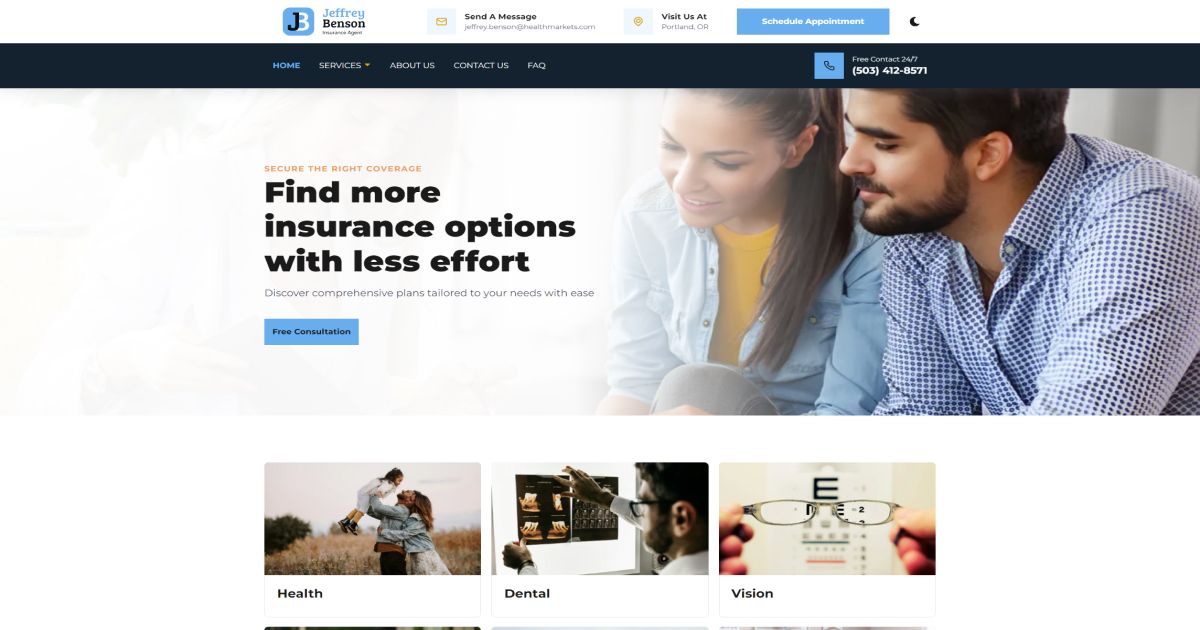 JB
Jeffrey
Benson
Insurance Agent
Send A Message
jeffrey.benson@healthmarkets.com
Visit Us At
Portland, OR
Schedule Appointment
HOME
SERVICES
ABOUT US
CONTACT US
FAQ
Free Contact 24/7
(503) 412-8571
SECURE THE RIGHT COVERAGE
Find more
insurance options
with less effort
Discover comprehensive plans tailored to your needs with ease
Free Consultation
E
Health
Dental
Vision